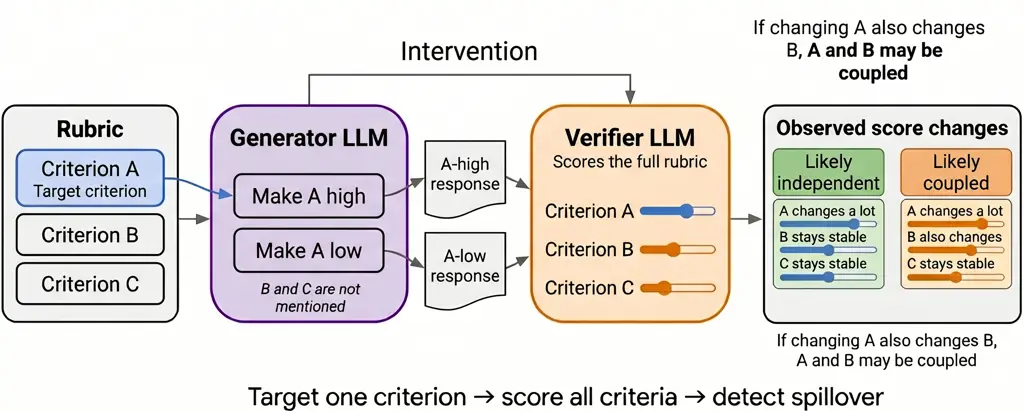 If changing A also changes
B, A and B may be
coupled
Intervention
Rubric
Criterion A
Target criterion
Criterion B
Criterion C
Generator LLM
Make A high
Make A low
B and C are not
mentioned
A-high
response
A-low
response
Verifier LLM
Scores the full rubric
Criterion A
Criterion B
Criterion C
Observed score changes
Likely
independent
A changes a lot
B stays stable
C stays stable
Likely
coupled
A changes a lot
B also changes
C stays stable
If changing A also changes B,
A and B may be coupled
Target one criterion → score all criteria → detect spillover